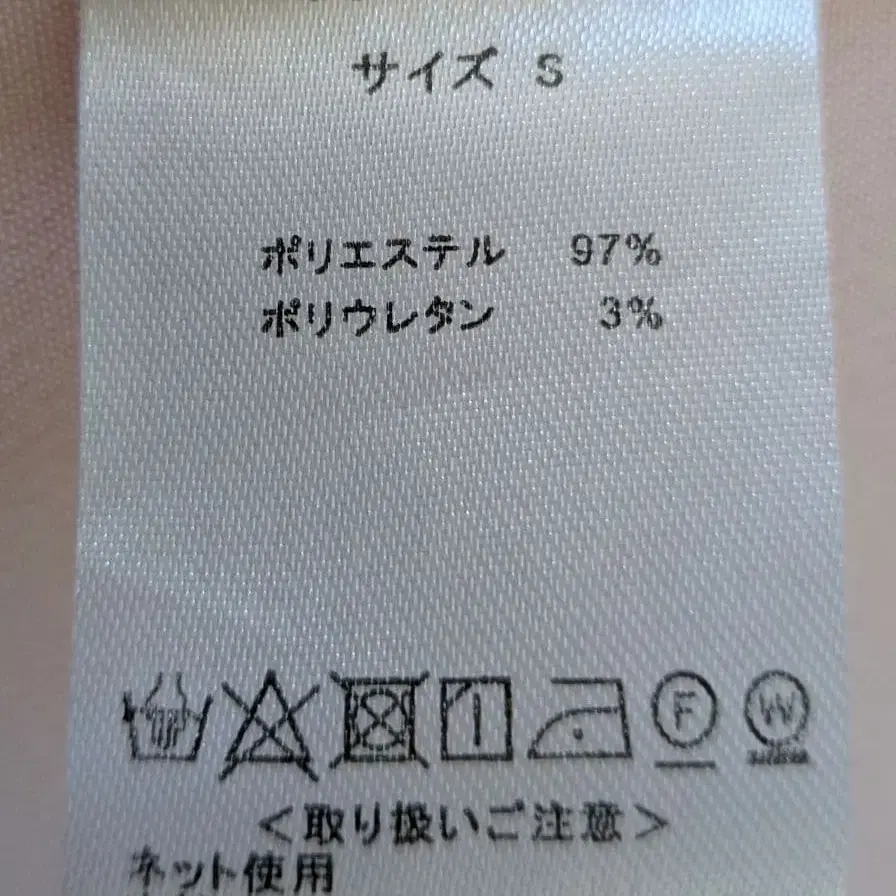 サイズ S
ポリエステル 97%
ポリウレタン 3%
F W
<取り扱いご注意>
ネット使用